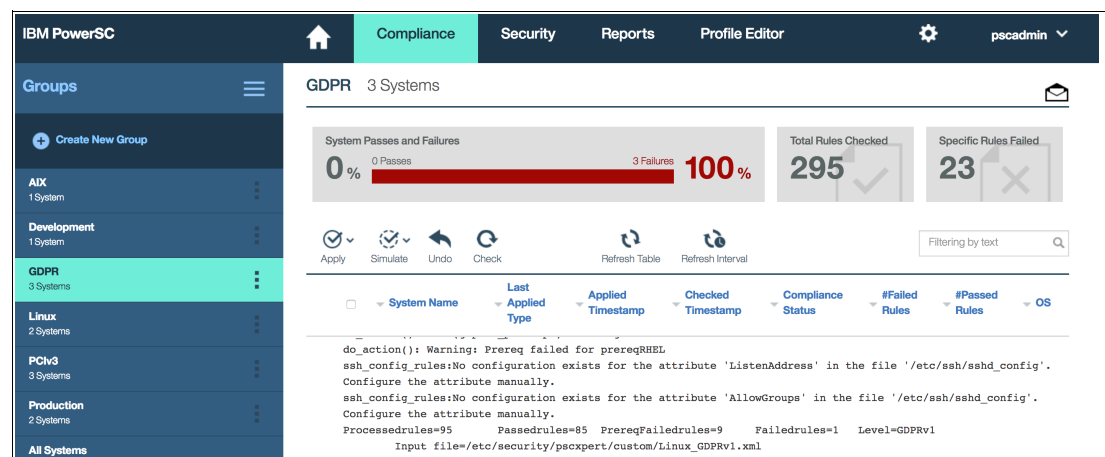 IBM PowerSC
Compliance
Security
Reports
Profile Editor
pscadmin
Groups
Create New Group
AIX
1 System
Development
1 System
GDPR
3 Systems
Linux
2 Systems
PCIv3
3 Systems
Production
2 Systems
All Systems
GDPR 3 Systems
System Passes and Failures
0 %
0 Passes
3 Failures
100 %
Total Rules Checked
295
Specific Rules Failed
23
Apply
Simulate
Undo
Check
Refresh Table
Refresh Interval
Filtering by text
System Name
Last
Applied
Type
Applied
Timestamp
Checked
Timestamp
Compliance
Status
#Failed
Rules
#Passed
Rules
OS
do_action(): Warning: Prereq failed for prereqRHEL
ssh_config_rules:No configuration exists for the attribute 'ListenAddress' in the file '/etc/ssh/sshd_config'.
Configure the attribute manually.
ssh_config_rules:No configuration exists for the attribute 'AllowGroups' in the file '/etc/ssh/sshd_config'.
Configure the attribute manually.
Processedrules=95 Passedrules=85 PrereqFailedrules=9 Failedrules=1 Level=GDPRv1
Input file=/etc/security/pscxpert/custom/Linux_GDPRv1.xml